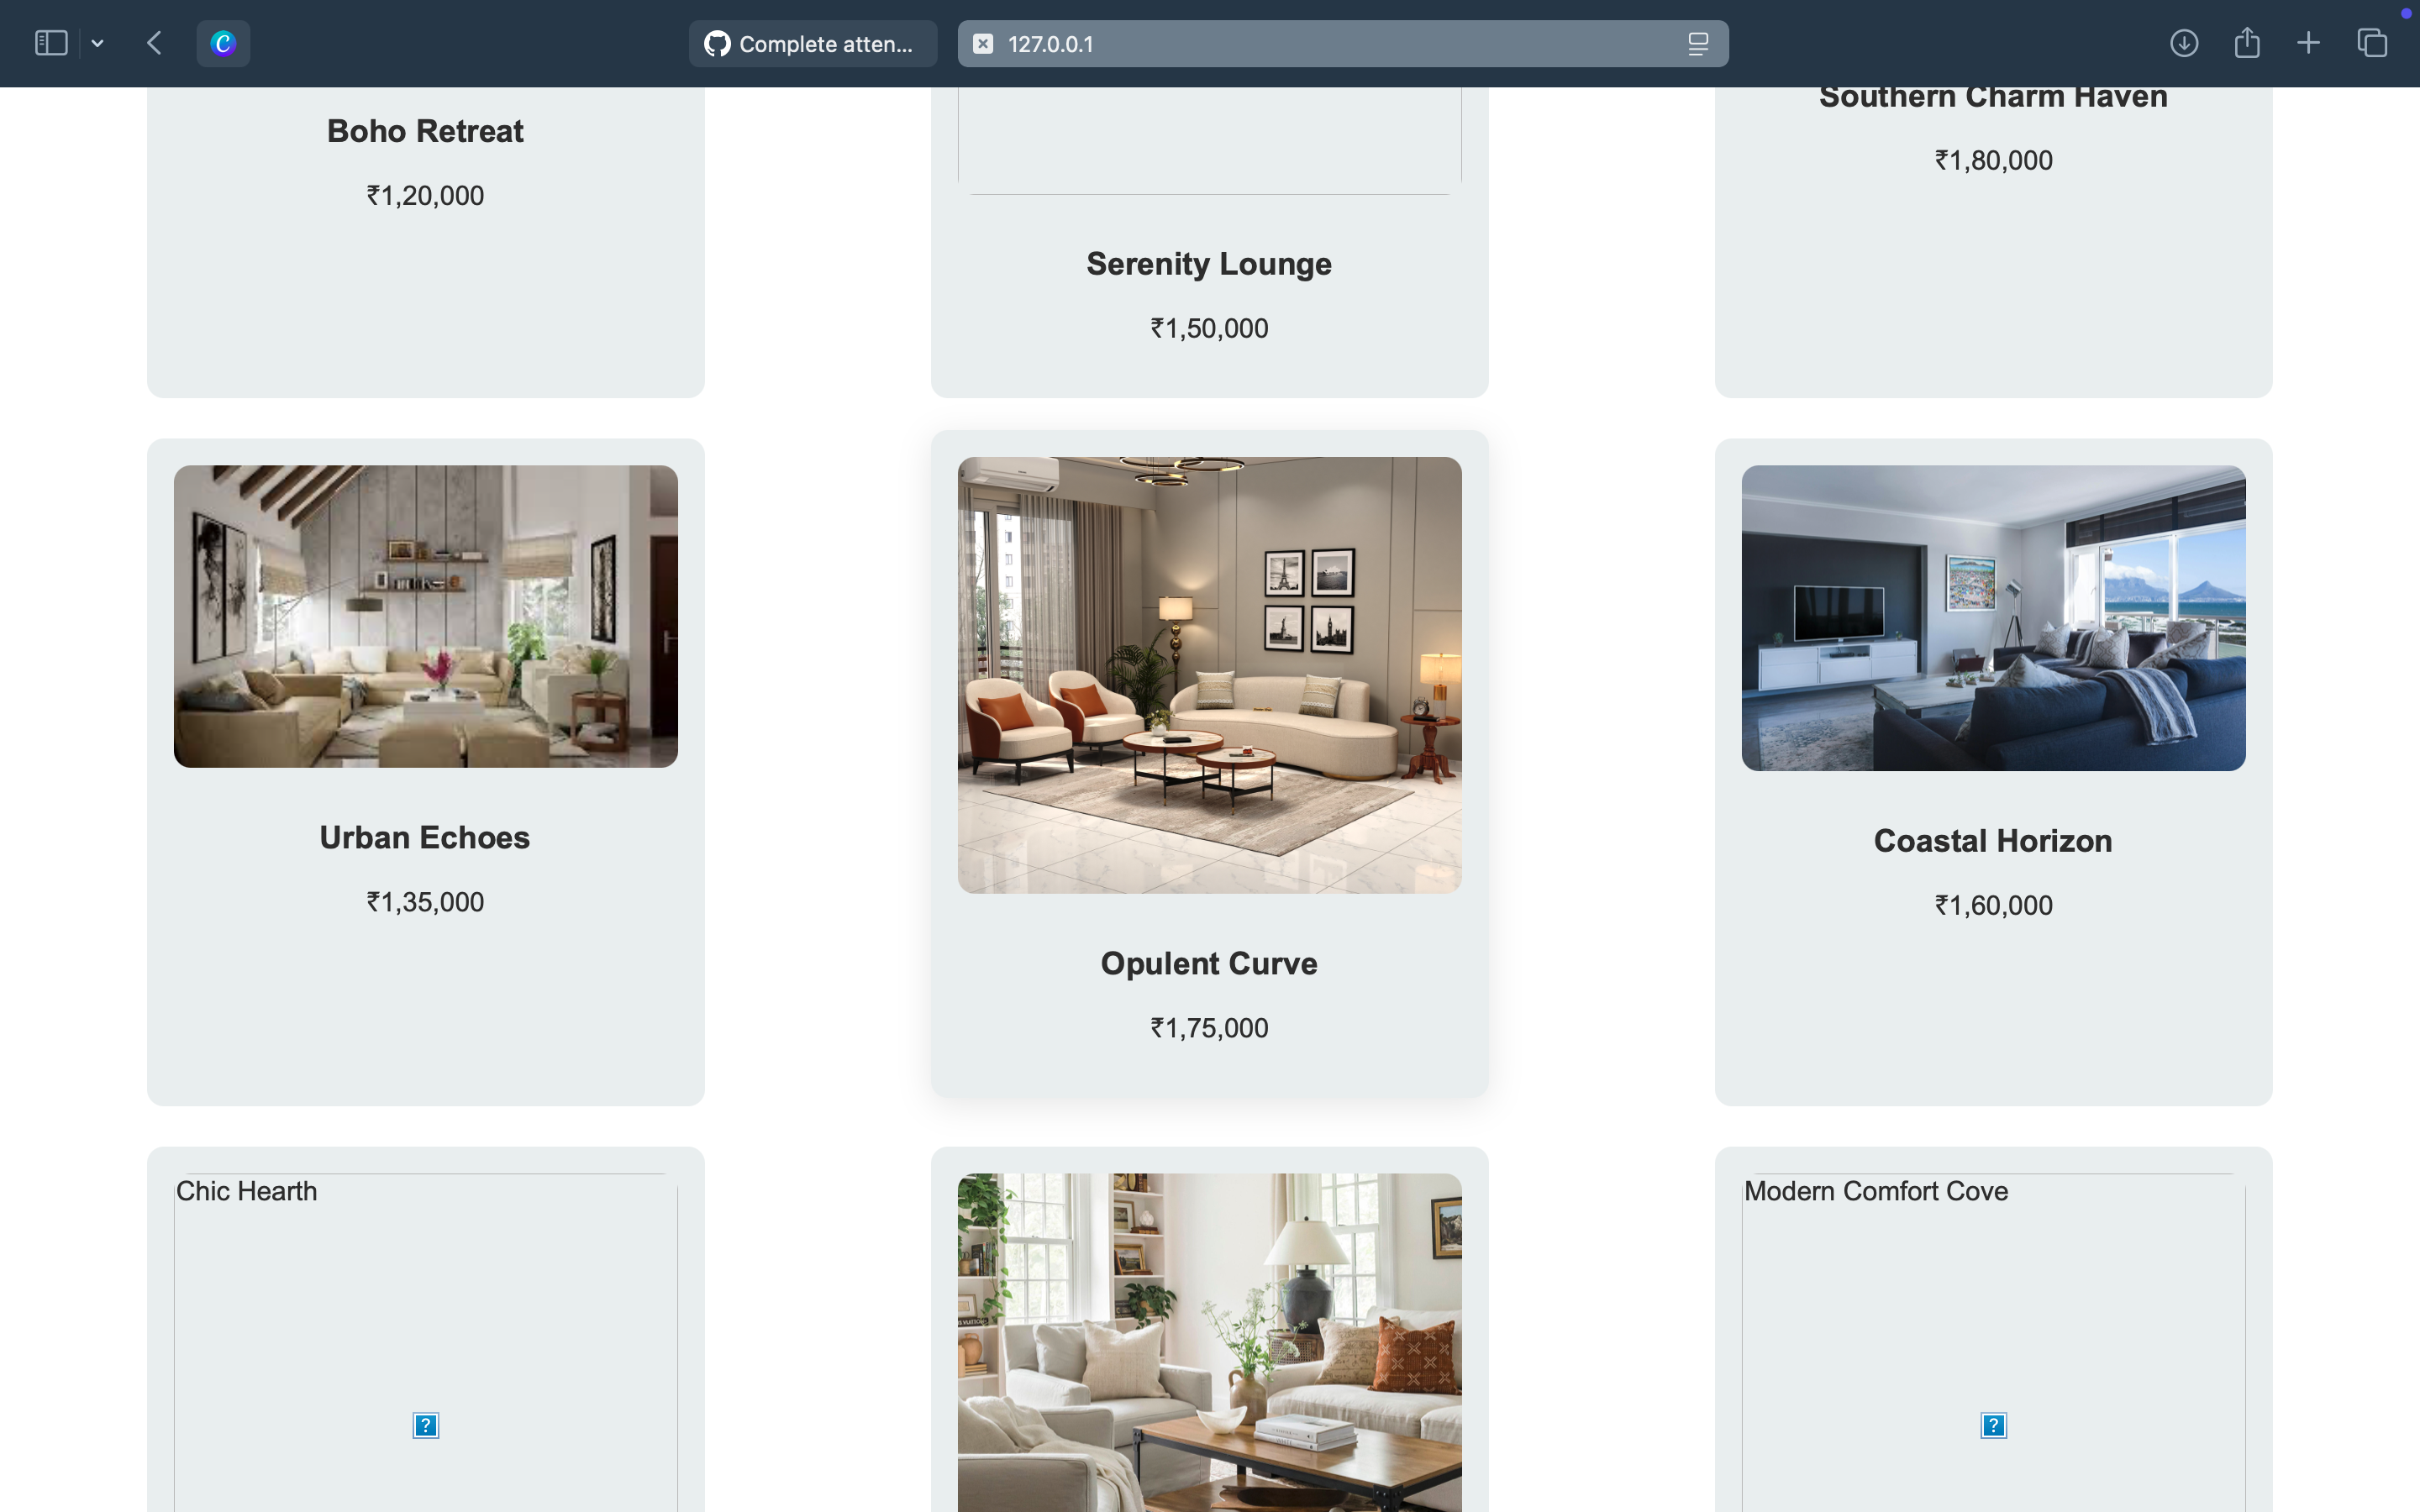 Complete atten...
127.0.0.1
Boho Retreat
₹1,20,000
Serenity Lounge
₹1,50,000
Southern Charm Haven
₹1,80,000
Urban Echoes
₹1,35,000
Opulent Curve
₹1,75,000
Coastal Horizon
₹1,60,000
Chic Hearth
Modern Comfort Cove